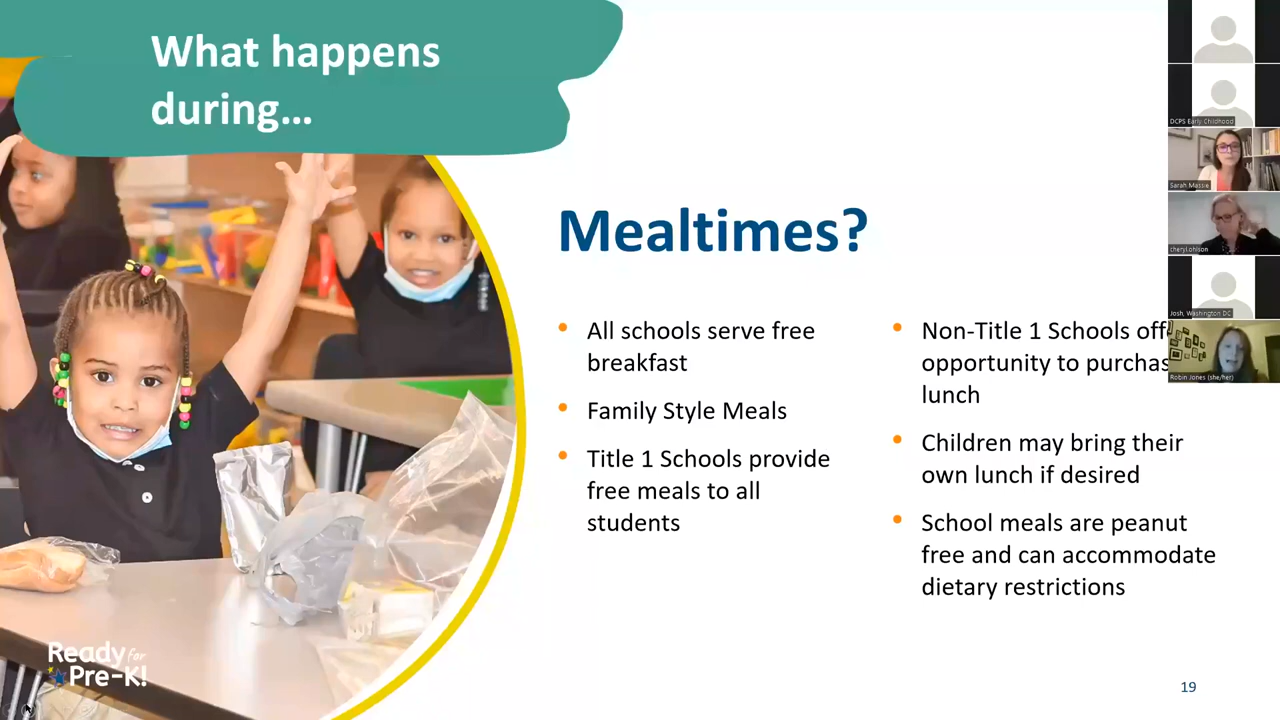 What happens
during...
Mealtimes?
All schools serve free
breakfast
Family Style Meals
Title 1 Schools provide
free meals to all
students
Non-Title 1 Schools off
opportunity to purchas
lunch
Children may bring their
own lunch if desired
School meals are peanut
free and can accommodate
dietary restrictions
DCPS Early Childhood
Sarah Massie
cheryl.ohlson
Josh, Washington DC
Robin Jones (she/her)
Ready for
Pre-K!
19